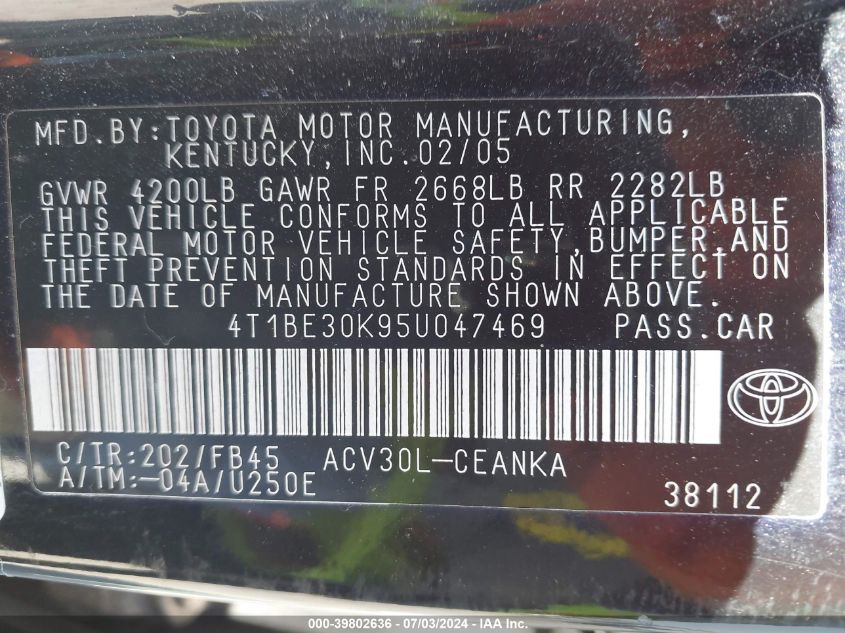 MFD.BY:TOYOTA MOTOR MANUFACTURING,
KENTUCKY,INC.02/05
GVWR 4200LB GAWR FR 2668LB RR 2282LB
THIS VEHICLE CONFORMS TO ALL APPLICABLE
FEDERAL MOTOR VEHICLE SAFETY,BUMPER,AND
THEFT PREVENTION STANDARDS IN EFFECT ON
THE DATE OF MANUFACTURE SHOWN ABOVE.
4T1BE30K95U047469 PASS.CAR
C/TR:202/FB45 ACV30L-CEANKA
A/TM:-04A/U250E
38112
000-39802636 - 07/03/2024 - IAA Inc.